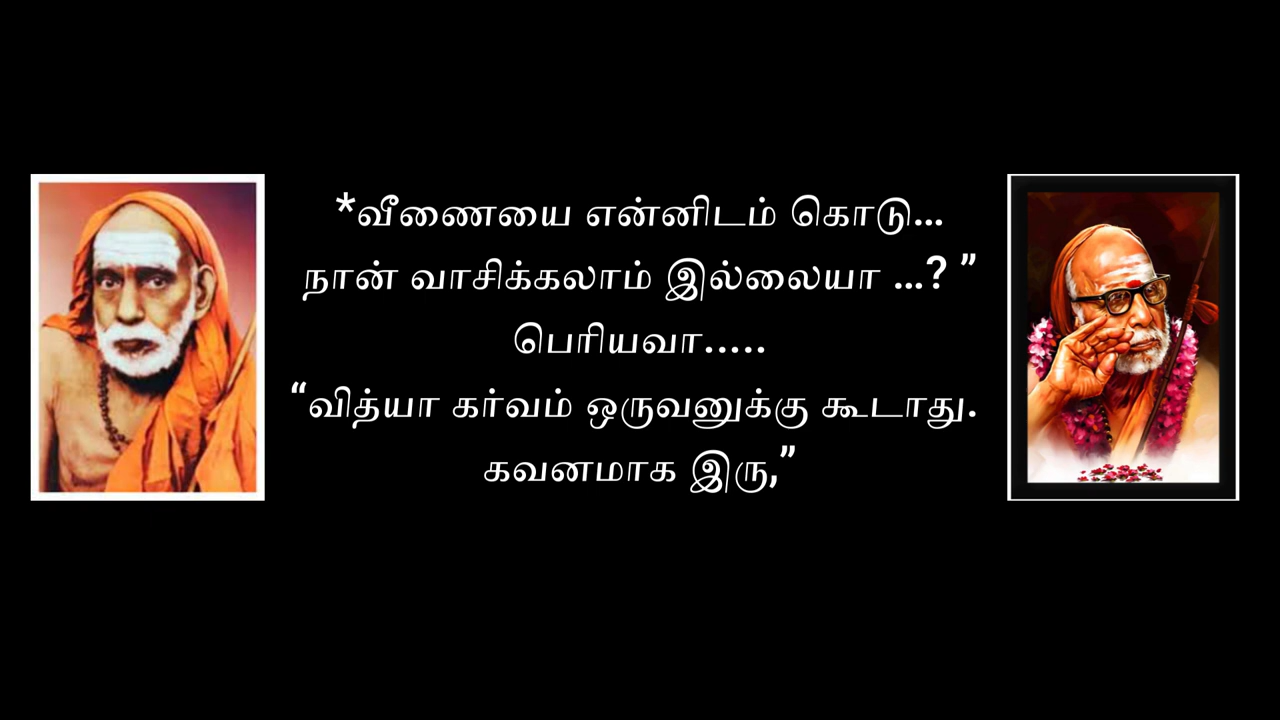 *வீணையை என்னிடம் கொடு...
நான் வாசிக்கலாம் இல்லையா ...? ”
பெரியவா.....
“வித்யா கர்வம் ஒருவனுக்கு கூடாது.
கவனமாக இரு,”